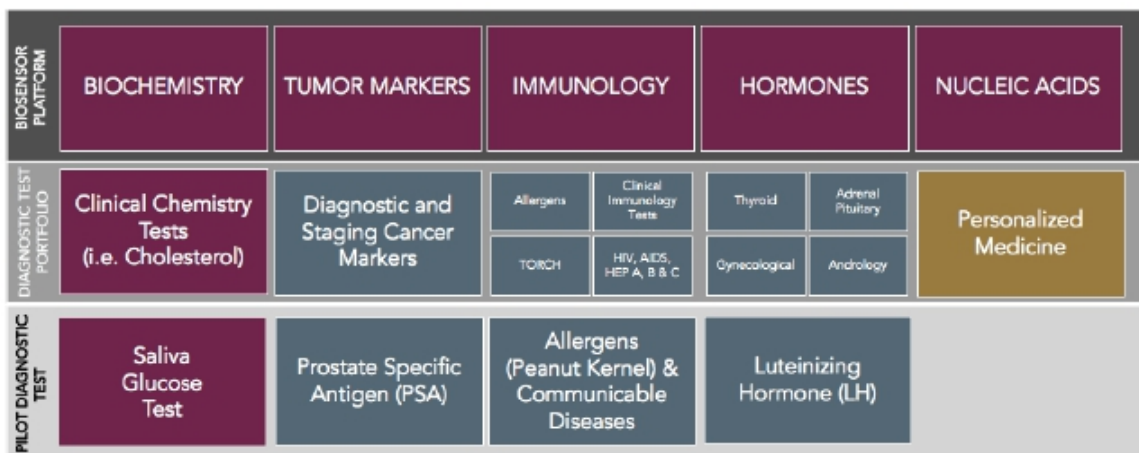 BIOSENSOR
PLATFORM
BIOCHEMISTRY
TUMOR MARKERS
IMMUNOLOGY
HORMONES
NUCLEIC ACIDS
DIAGNOSTIC TEST
PORTFOLIO
Clinical Chemistry
Tests
(i.e. Cholesterol)
Diagnostic and
Staging Cancer
Markers
Allergens
Clinical
Immunology
Tests
TORCH
HIV, AIDS,
HEP A, B & C
Thyroid
Adrenal
Pituitary
Gynecological
Andrology
Personalized
Medicine
PILOT DIAGNOSTIC
TEST
Saliva
Glucose
Test
Prostate Specific
Antigen (PSA)
Allergens
(Peanut Kernel) &
Communicable
Diseases
Luteinizing
Hormone (LH)